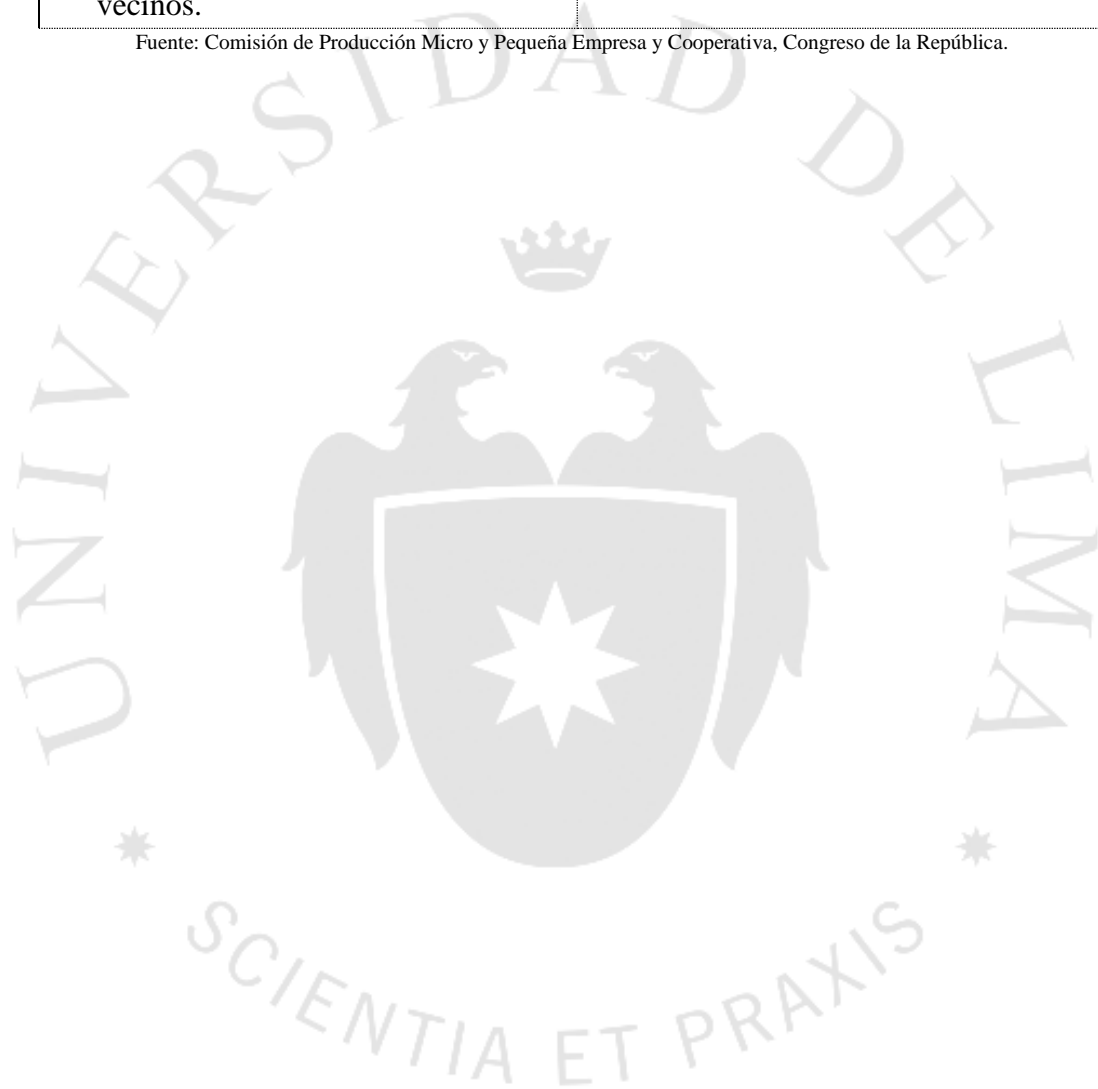 vecinos.
Fuente: Comisión de Producción Micro y Pequeña Empresa y Cooperativa, Congreso de la República.
UNIVERSIDAD DE LIMA
SCIENTIA ET PRAXIS